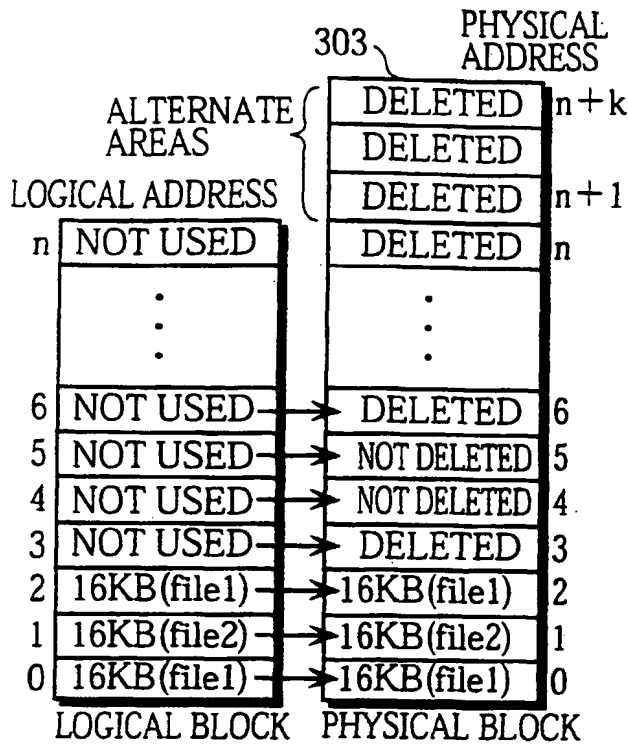 303
PHYSICAL
ADDRESS
ALTERNATE
AREAS
DELETED n+k
DELETED
DELETED n+1
LOGICAL ADDRESS
n NOT USED DELETED n
6 NOT USED DELETED 6
5 NOT USED NOT DELETED 5
4 NOT USED NOT DELETED 4
3 NOT USED DELETED 3
2 16KB(file1) 16KB(file1) 2
1 16KB(file2) 16KB(file2) 1
0 16KB(file1) 16KB(file1) 0
LOGICAL BLOCK PHYSICAL BLOCK